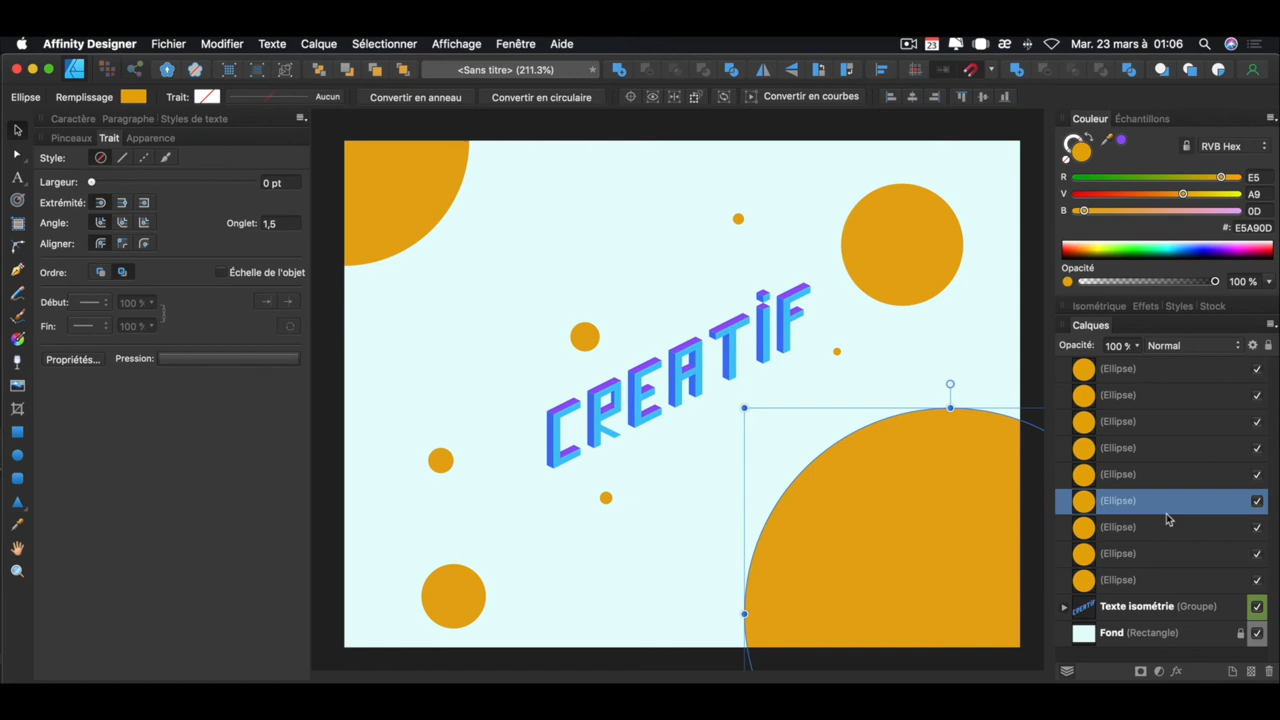 Affinity Designer Fichier Modifier Texte Calque Sélectionner Affichage Fenêtre Aide 23 æ Mar. 23 mars à 01:06
<Sans titre> (211.3%)
Ellipse Remplissage Trait: Aucun Convertir en anneau Convertir en circulaire Convertir en courbes
Caractère Paragraphe Styles de texte
Pinceaux Trait Apparence
Style:
Largeur: 0 pt
Extrémité:
Angle: Onglet: 1,5
Aligner:
Ordre: Échelle de l'objet
Début: 100 %
Fin: 100 %
Propriétés... Pression:
CREATiF
Couleur Échantillons
RVB Hex
R E5
V A9
B 0D
#: E5A90D
Opacité
100 %
Isométrique Effets Styles Stock
Calques
Opacité: 100 % Normal
(Ellipse)
(Ellipse)
(Ellipse)
(Ellipse)
(Ellipse)
(Ellipse)
(Ellipse)
(Ellipse)
(Ellipse)
Texte isométrie (Groupe)
Fond (Rectangle)